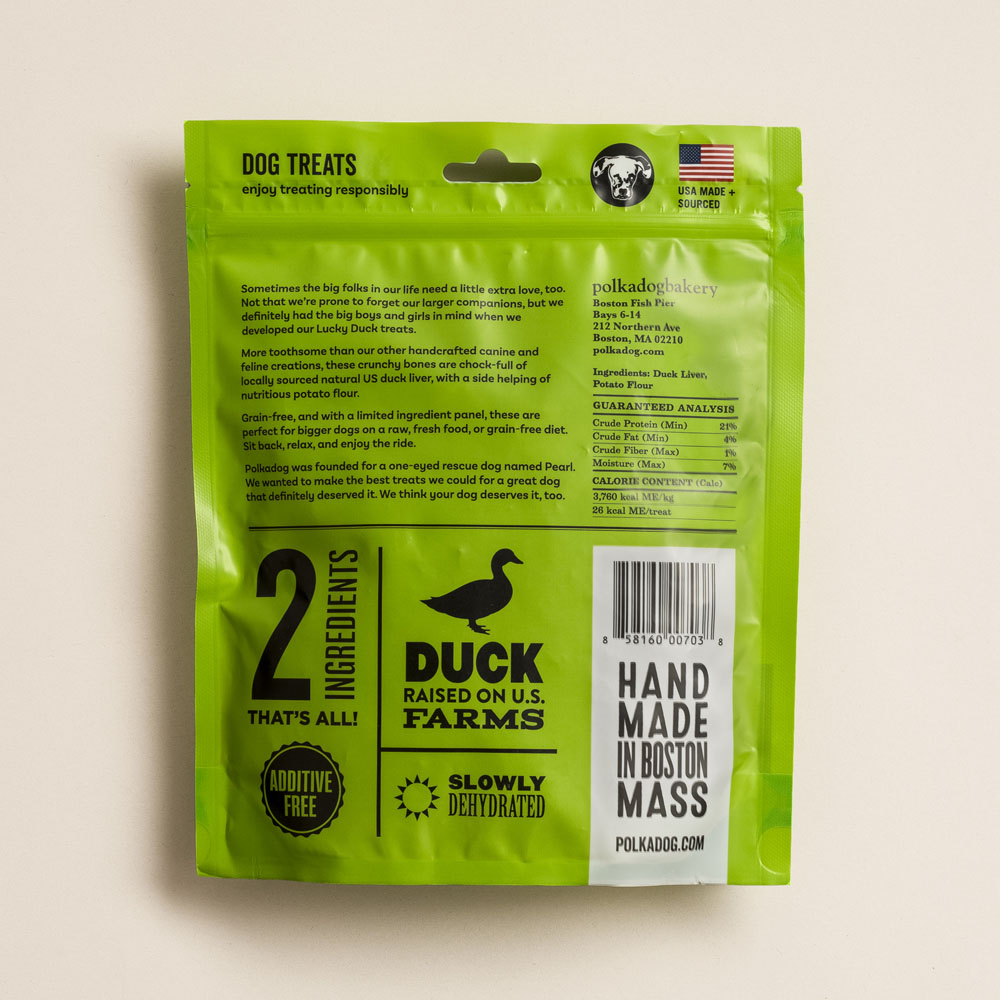 DOG TREATS
enjoy treating responsibly
USA MADE +
SOURCED
Sometimes the big folks in our life need a little extra love, too.
Not that we're prone to forget our larger companions, but we
definitely had the big boys and girls in mind when we
developed our Lucky Duck treats.
More toothsome than our other handcrafted canine and
feline creations, these crunchy bones are chock-full of
locally sourced natural US duck liver, with a side helping of
nutritious potato flour.
Grain-free, and with a limited ingredient panel, these are
perfect for bigger dogs on a raw, fresh food, or grain-free diet.
Sit back, relax, and enjoy the ride.
Polkadog was founded for a one-eyed rescue dog named Pearl.
We wanted to make the best treats we could for a great dog
that definitely deserved it. We think your dog deserves it, too.
polkadogbakery
Boston Fish Pier
Bays 6-14
212 Northern Ave
Boston, MA 02210
polkadog.com
Ingredients: Duck Liver,
Potato Flour
GUARANTEED ANALYSIS
Crude Protein (Min) 21%
Crude Fat (Min) 4%
Crude Fiber (Max) 1%
Moisture (Max) 7%
CALORIE CONTENT (Calc)
3,760 kcal ME/kg
26 kcal ME/treat
2 INGREDIENTS
THAT'S ALL!
ADDITIVE
FREE
DUCK
RAISED ON U.S.
FARMS
SLOWLY
DEHYDRATED
8 58160 00703 8
HAND
MADE
IN BOSTON
MASS
POLKADOG.COM